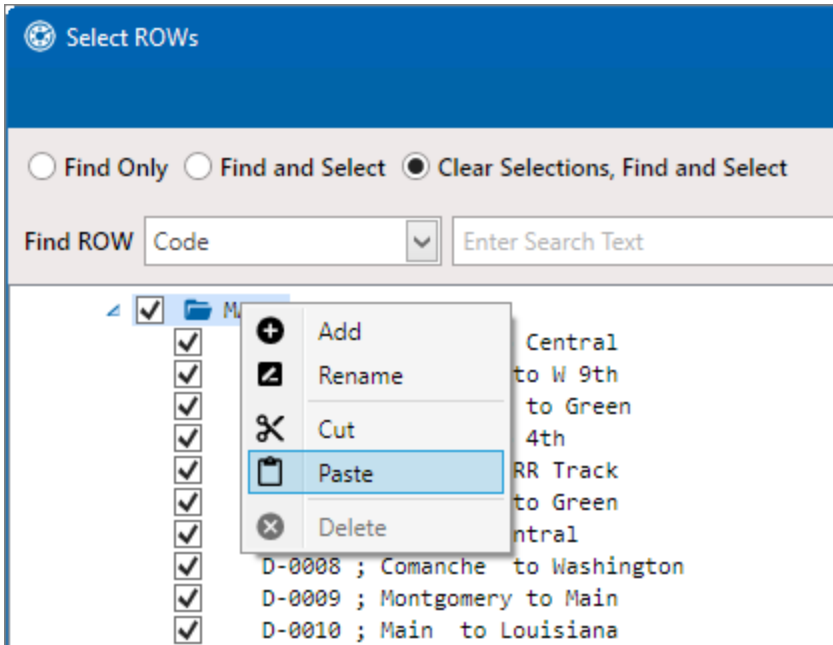 Select ROWs
Find Only Find and Select Clear Selections, Find and Select
Find ROW Code Enter Search Text
Add
Central
Rename
to W 9th
to Green
Cut
4th
Paste
RR Track
to Green
Delete
D-0008 ; Comanche  to Washington
D-0009 ; Montgomery to Main
D-0010 ; Main  to Louisiana